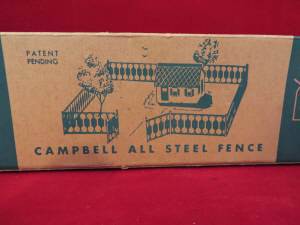 PATENT
PENDING
CAMPBELL ALL STEEL FENCE